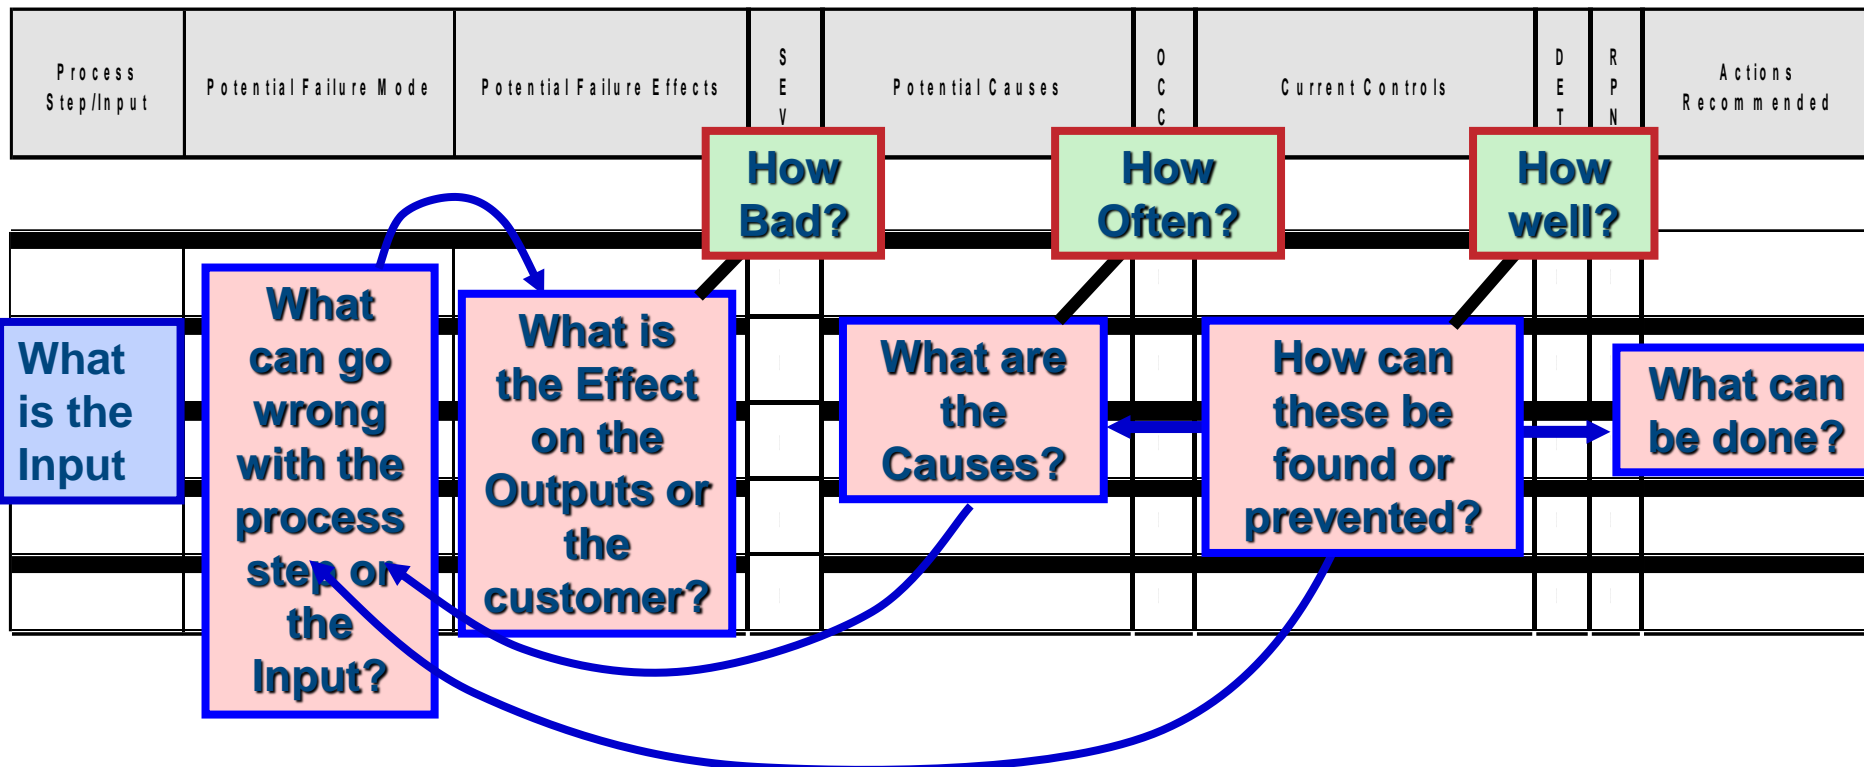 Process
Step/Input
Potential Failure Mode
Potential Failure Effects
S
E
V
Potential Causes
O
C
C
Current Controls
D
E
T
R
P
N
Actions
Recommended
How
Bad?
How
Often?
How
well?
What
is the
Input
What
can go
wrong
with the
process
step or
the
Input?
What is
the Effect
on the
Outputs or
the
customer?
What are
the
Causes?
How can
these be
found or
prevented?
What can
be done?